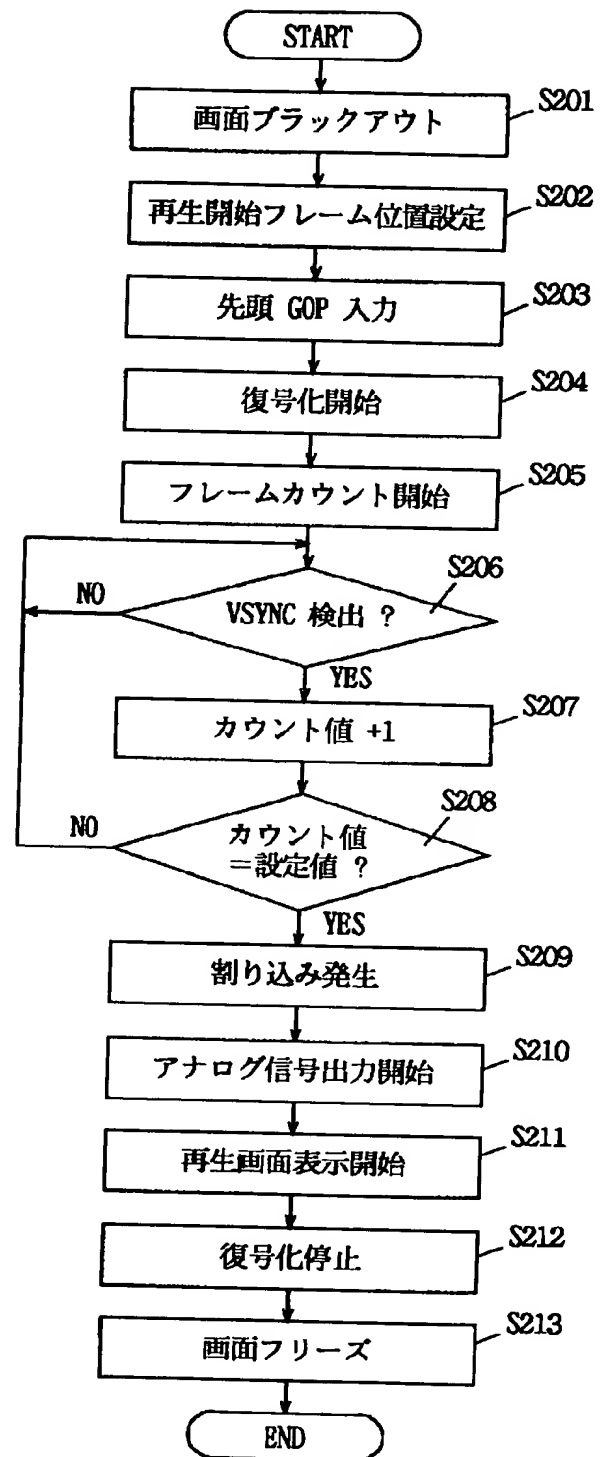 START
画面ブラックアウト
S201
再生開始フレーム位置設定
S202
先頭 GOP 入力
S203
復号化開始
S204
フレームカウント開始
S205
S206
NO
VSYNC 検出 ?
YES
カウント値 +1
S207
S208
NO
カウント値
=設定値 ?
YES
割り込み発生
S209
アナログ信号出力開始
S210
再生画面表示開始
S211
復号化停止
S212
画面フリーズ
S213
END